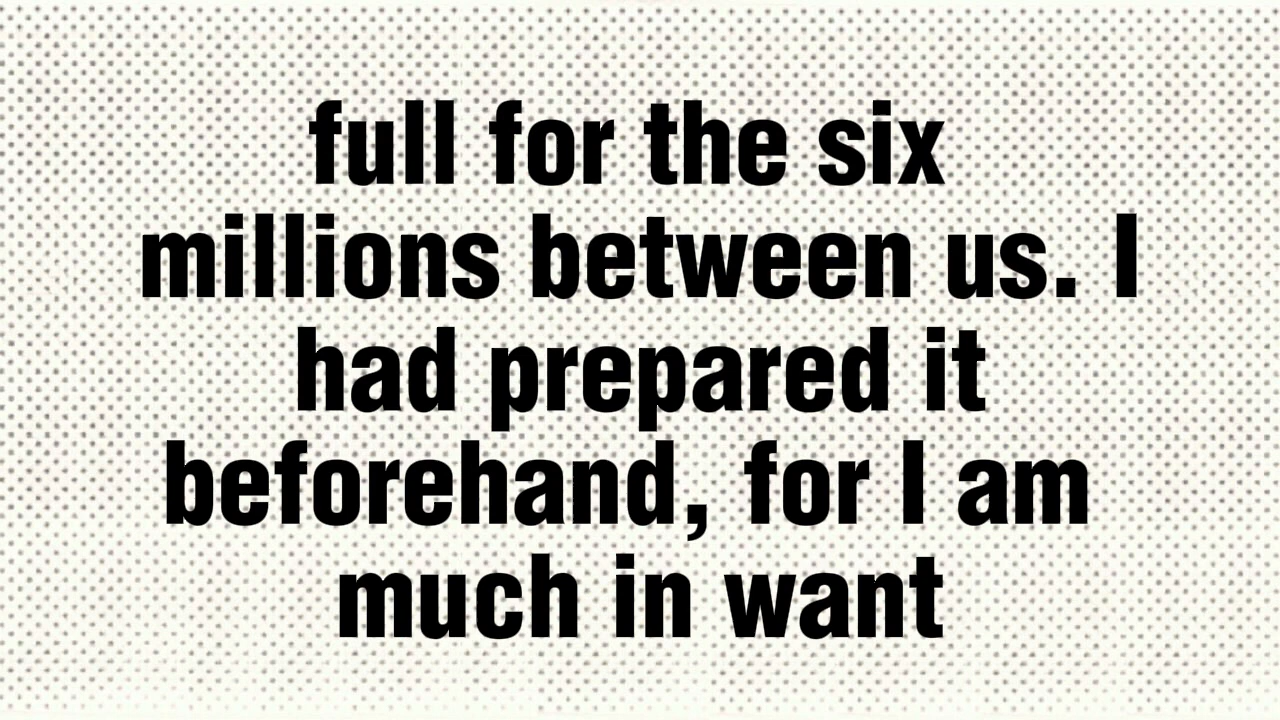 full for the six
millions between us. I
had prepared it
beforehand, for I am
much in want